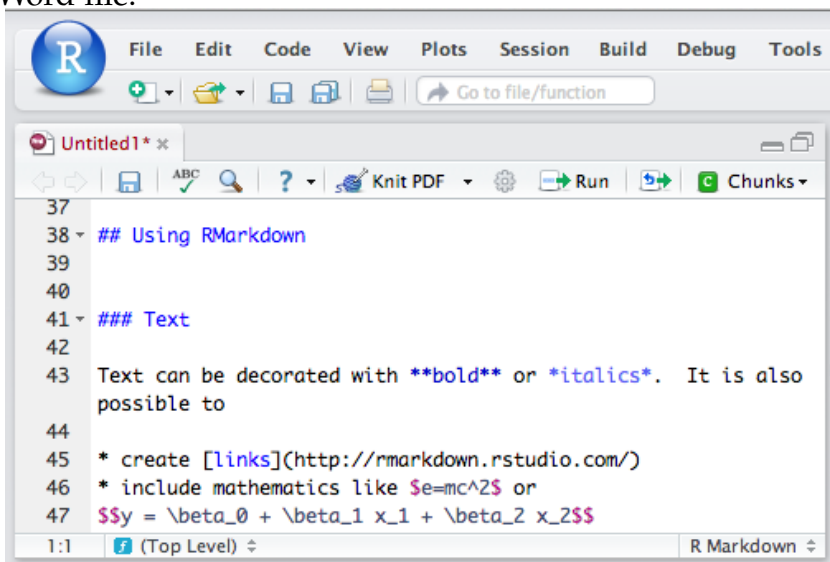 Word file.
R File Edit Code View Plots Session Build Debug Tools
Go to file/function
Untitled1* ×
ABC ? Knit PDF Run C Chunks
37
38 ## Using RMarkdown
39
40
41 ### Text
42
43 Text can be decorated with **bold** or *italics*. It is also
possible to
44
45 * create [links](http://rmarkdown.rstudio.com/)
46 * include mathematics like $e=mc^2$ or
47 $$y = \beta_0 + \beta_1 x_1 + \beta_2 x_2$$
1:1 (Top Level) R Markdown